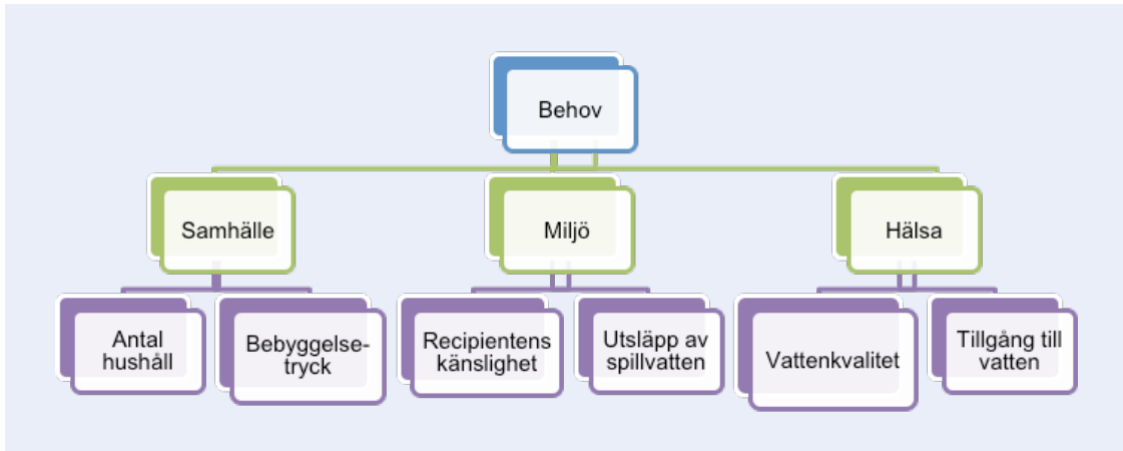 Behov
Samhälle
Miljö
Hälsa
Antal
hushåll
Bebyggelse-
tryck
Recipientens
känslighet
Utsläpp av
spillvatten
Vattenkvalitet
Tillgång till
vatten